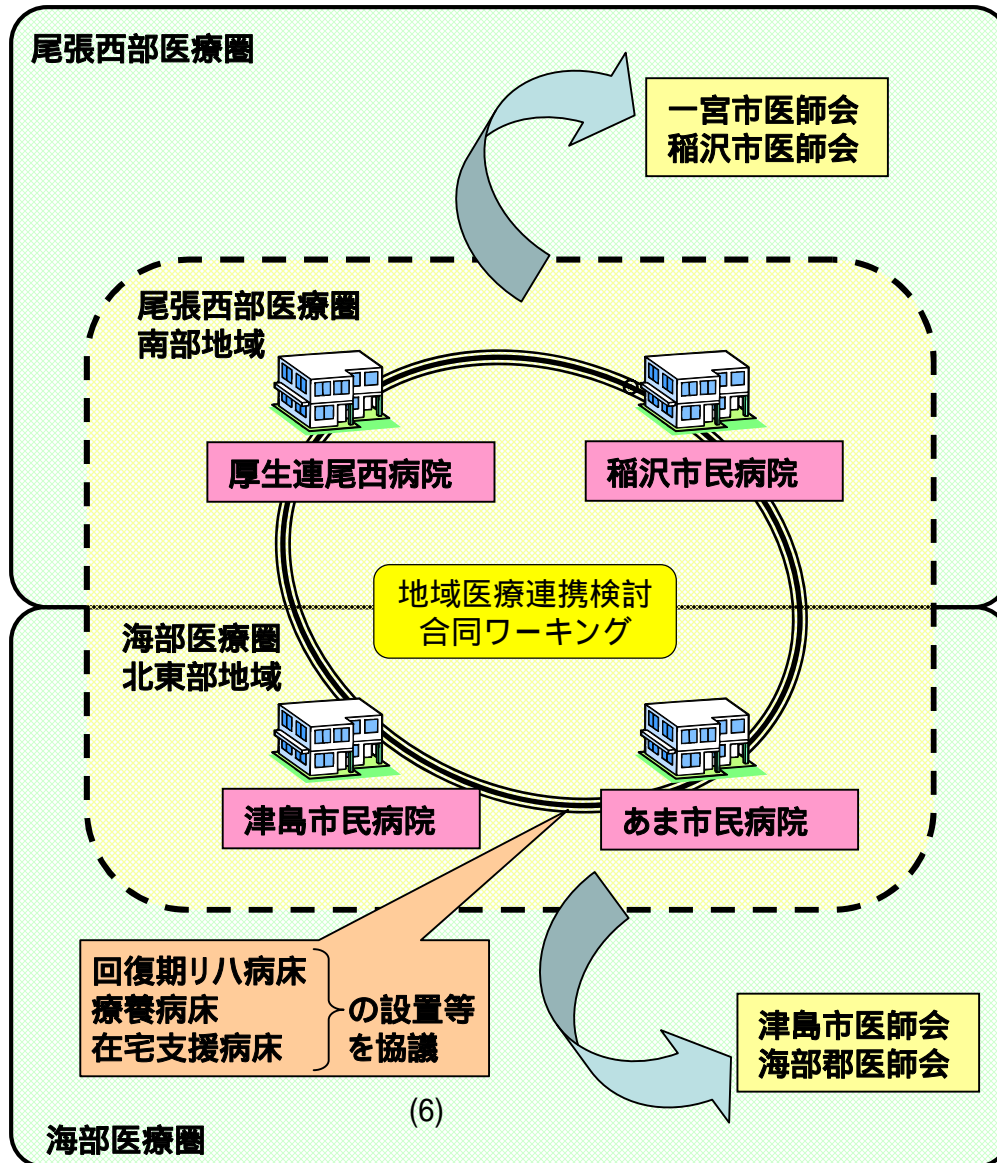 尾張西部医療圏
一宮市医師会
稲沢市医師会
尾張西部医療圏
南部地域
厚生連尾西病院
稲沢市民病院
地域医療連携検討
合同ワーキング
海部医療圏
北東部地域
津島市民病院
あま市民病院
回復期リハ病床
療養病床
在宅支援病床
の設置等
を協議
津島市医師会
海部郡医師会
(6)
海部医療圏